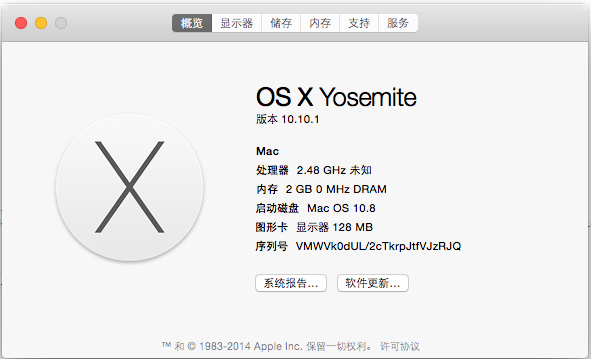 概览 显示器 储存 内存 支持 服务
OS X Yosemite
版本 10.10.1
Mac
处理器 2.48 GHz 未知
内存 2 GB 0 MHz DRAM
启动磁盘 Mac OS 10.8
图形卡 显示器 128 MB
序列号 VMWVk0dUL/2cTkrpJtfVJzRJQ
系统报告... 软件更新...
™ 和 © 1983-2014 Apple Inc. 保留一切权利。 许可协议